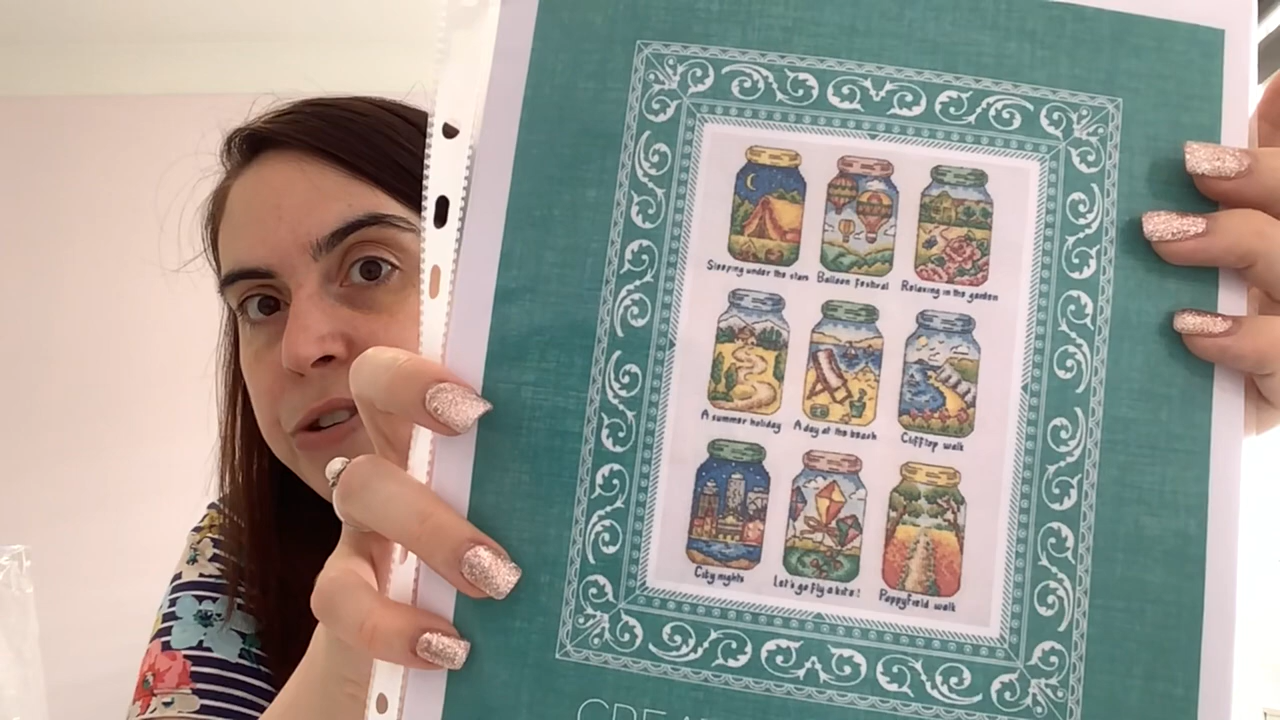 Sleeping under the stars Balloon Festival Relaxing in the garden
A summer holiday A day at the beach Clifftop walk
City nights Let's go fly a kite! Poppyfield walk